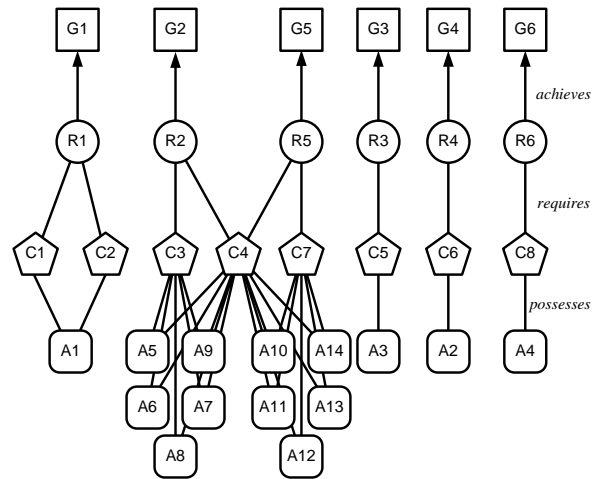 G1 G2 G5 G3 G4 G6
achieves
R1 R2 R5 R3 R4 R6
requires
C1 C2 C3 C4 C7 C5 C6 C8
possesses
A1 A5 A9 A10 A14 A3 A2 A4
A6 A7 A11 A13
A8 A12